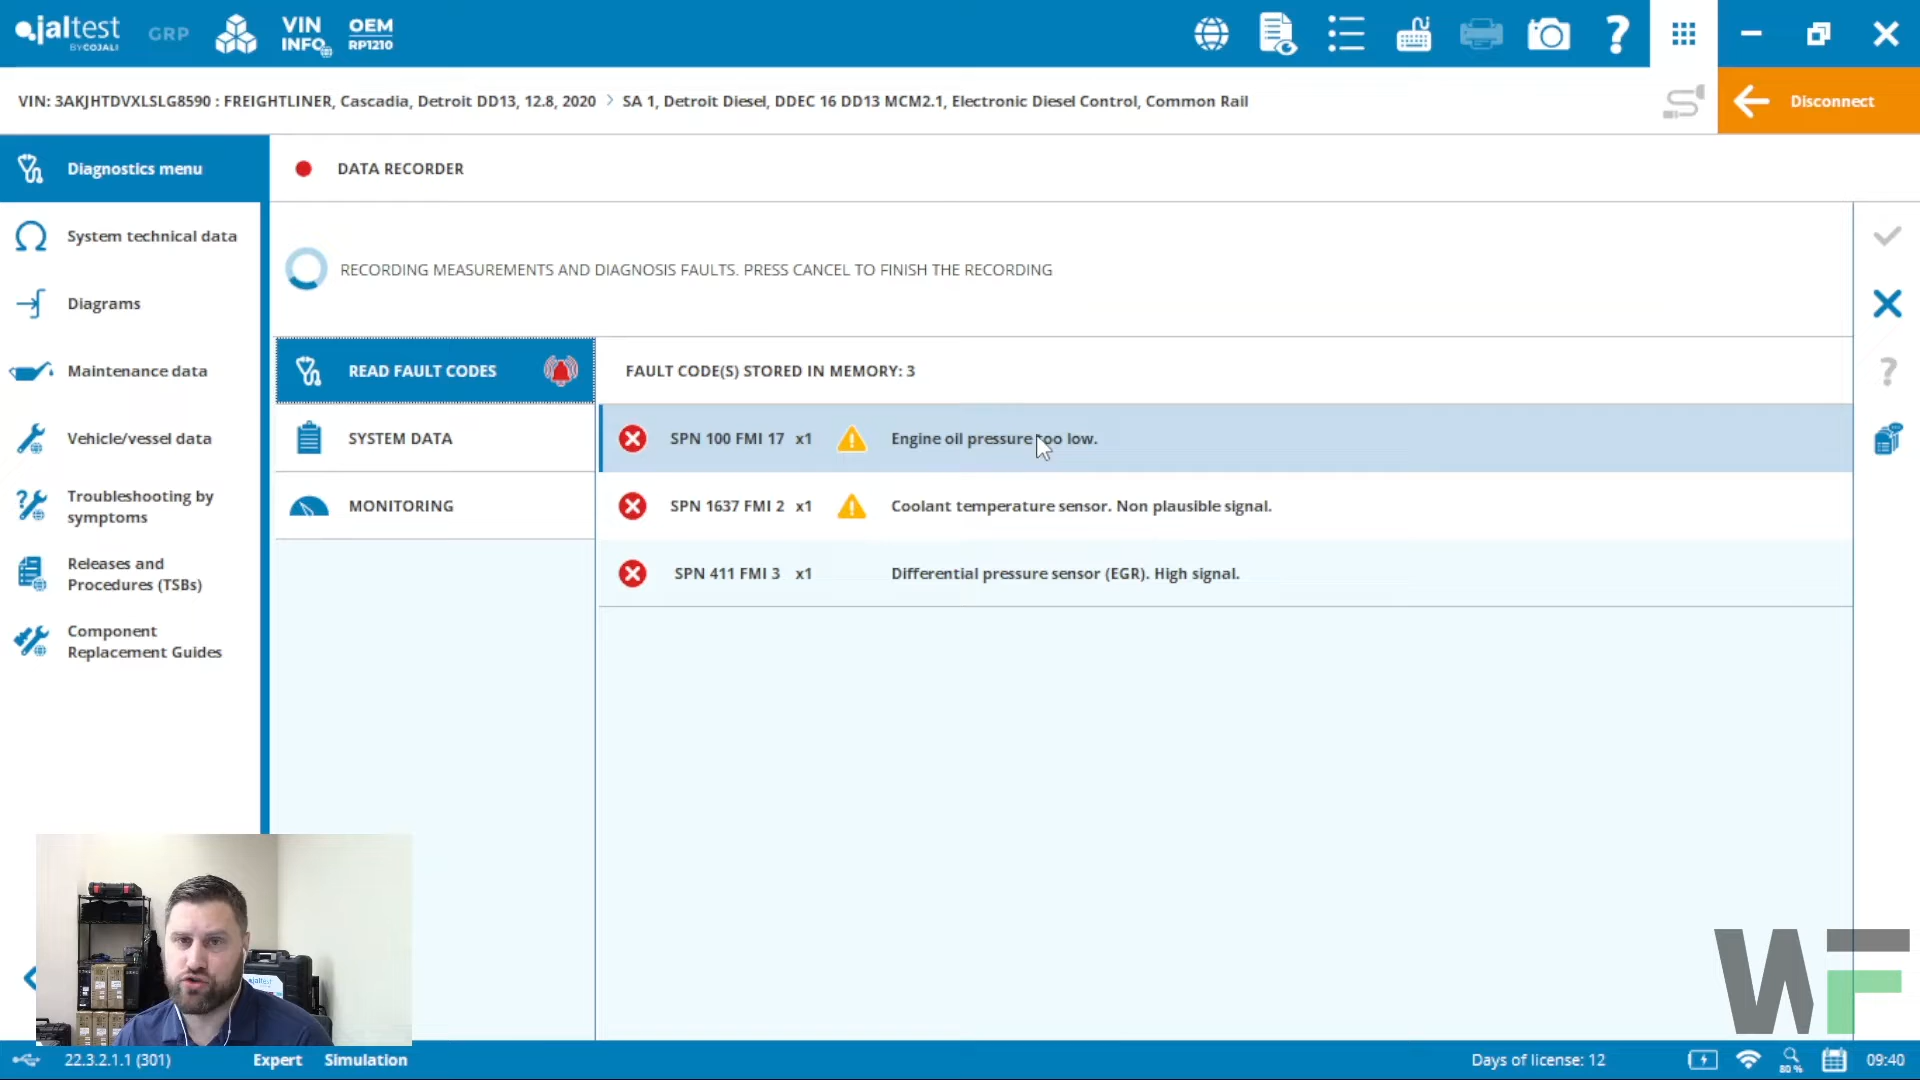 jaltest
BY COJALI
GRP
VIN
INFO
OEM
RP1210
VIN: 3AKJHTDVXLSLG8590 : FREIGHTLINER, Cascadia, Detroit DD13, 12.8, 2020 > SA 1, Detroit Diesel, DDEC 16 DD13 MCM2.1, Electronic Diesel Control, Common Rail
Disconnect
Diagnostics menu
System technical data
Diagrams
Maintenance data
Vehicle/vessel data
Troubleshooting by
symptoms
Releases and
Procedures (TSBs)
Component
Replacement Guides
DATA RECORDER
RECORDING MEASUREMENTS AND DIAGNOSIS FAULTS. PRESS CANCEL TO FINISH THE RECORDING
READ FAULT CODES
SYSTEM DATA
MONITORING
FAULT CODE(S) STORED IN MEMORY: 3
SPN 100 FMI 17 x1 Engine oil pressure too low.
SPN 1637 FMI 2 x1 Coolant temperature sensor. Non plausible signal.
SPN 411 FMI 3 x1 Differential pressure sensor (EGR). High signal.
jaltest
WF
22.3.2.1.1 (301)
Expert
Simulation
Days of license: 12
80 %
09:40